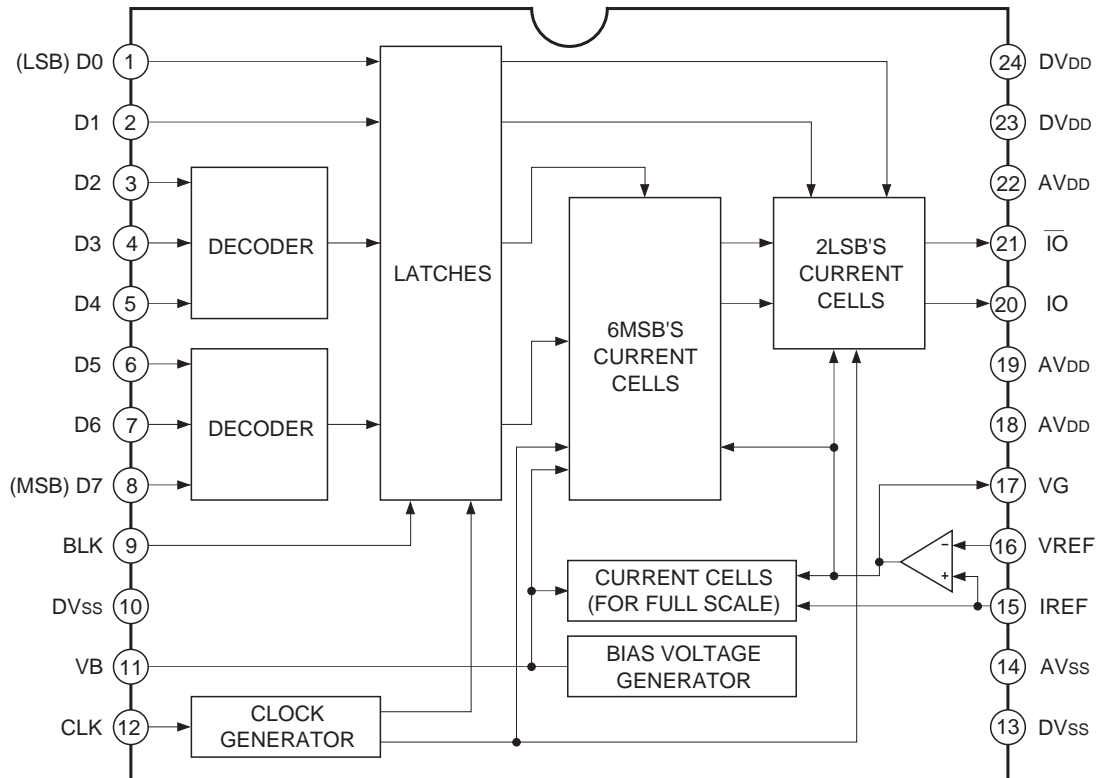 (LSB) D0 1
D1 2
D2 3
D3 4
D4 5
D5 6
D6 7
(MSB) D7 8
BLK 9
DVSS 10
VB 11
CLK 12
DECODER
DECODER
LATCHES
6MSB'S
CURRENT
CELLS
2LSB'S
CURRENT
CELLS
CURRENT CELLS
(FOR FULL SCALE)
BIAS VOLTAGE
GENERATOR
CLOCK
GENERATOR
−
+
24 DVDD
23 DVDD
22 AVDD
21 I̅O̅
20 IO
19 AVDD
18 AVDD
17 VG
16 VREF
15 IREF
14 AVSS
13 DVSS